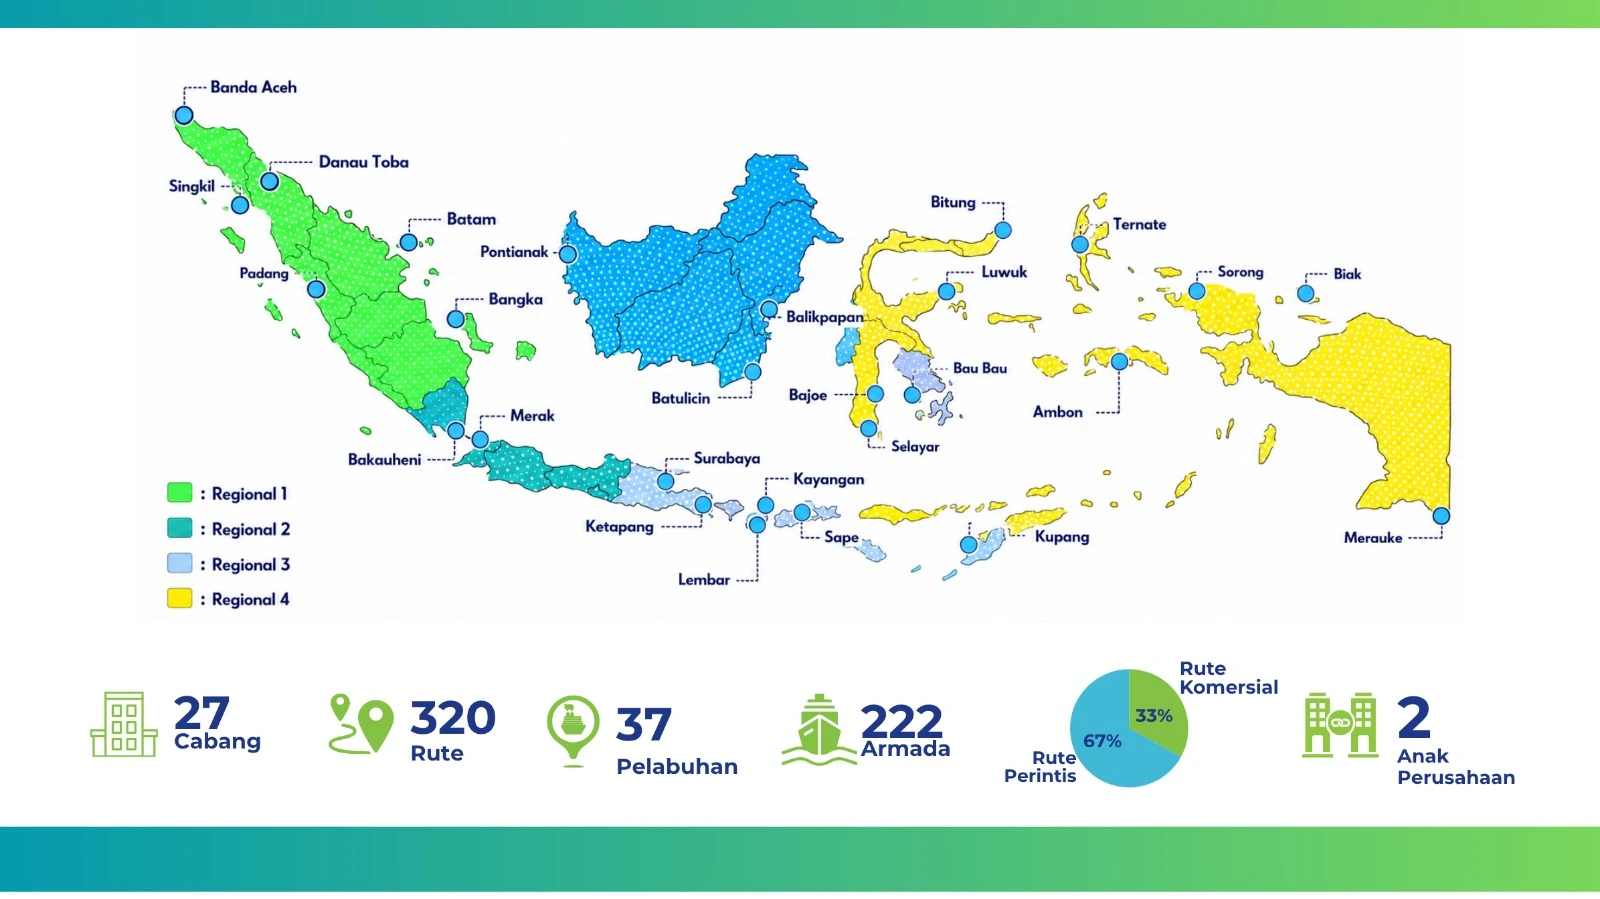 Banda Aceh
Danau Toba
Singkil
Batam
Padang
Bangka
Pontianak
Balikpapan
Batulicin
Bitung
Ternate
Luwuk
Sorong
Biak
Bau Bau
Bajoe
Ambon
Selayar
Merak
Bakauheni
Surabaya
Kayangan
Ketapang
Sape
Lembar
Kupang
Merauke
: Regional 1
: Regional 2
: Regional 3
: Regional 4
27
Cabang
320
Rute
37
Pelabuhan
222
Armada
Rute
Komersial
33%
67%
Rute
Perintis
2
Anak
Perusahaan